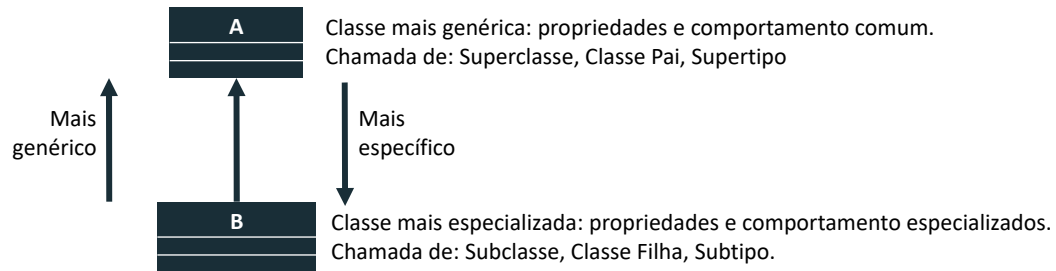 A
Classe mais genérica: propriedades e comportamento comum.
Chamada de: Superclasse, Classe Pai, Supertipo
Mais
genérico
Mais
específico
B
Classe mais especializada: propriedades e comportamento especializados.
Chamada de: Subclasse, Classe Filha, Subtipo.